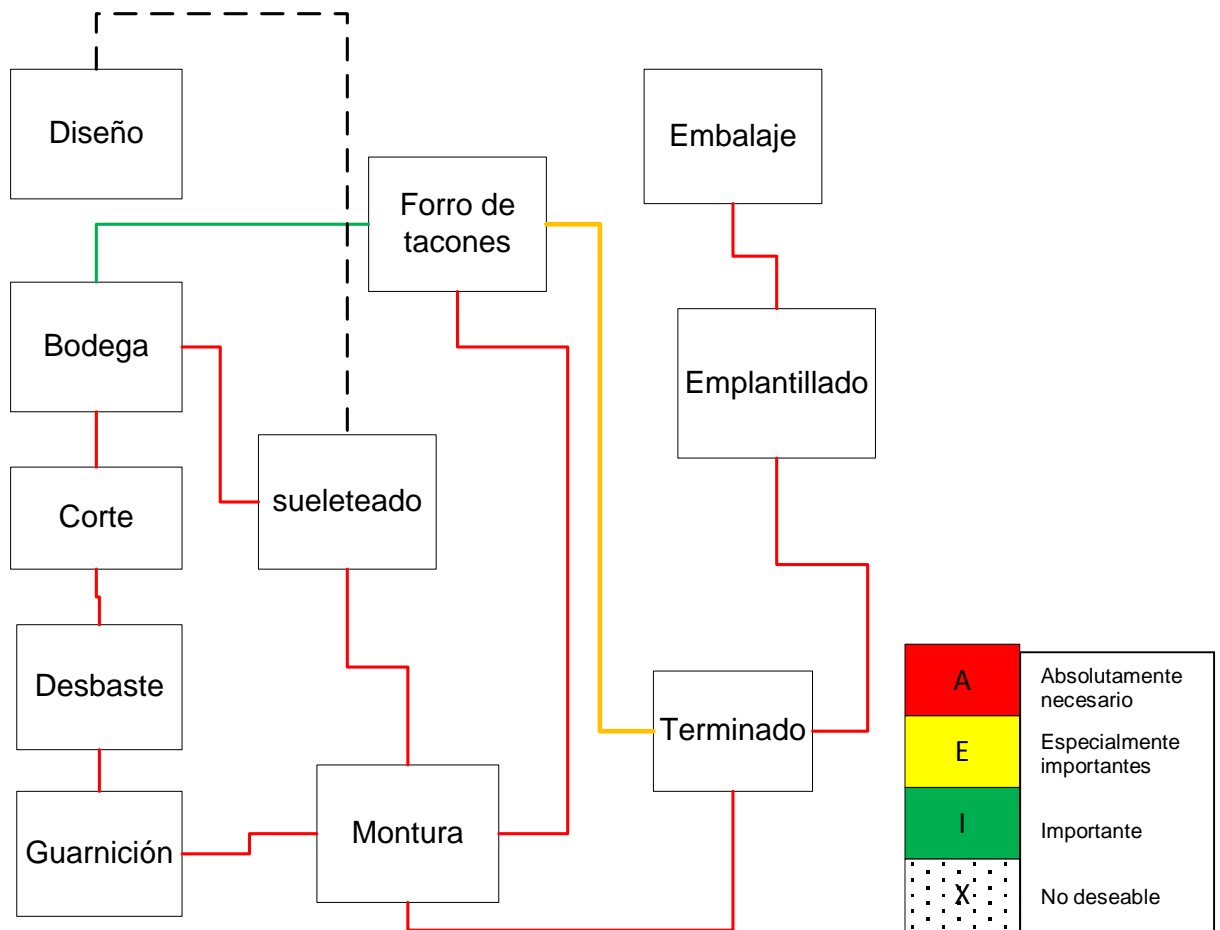 Diseño
Embalaje
Forro de
tacones
Bodega
Emplantillado
Corte
sueleteado
Desbaste
Terminado
Guarnición
Montura
A
Absolutamente
necesario
E
Especialmente
importantes
I
Importante
X
No deseable